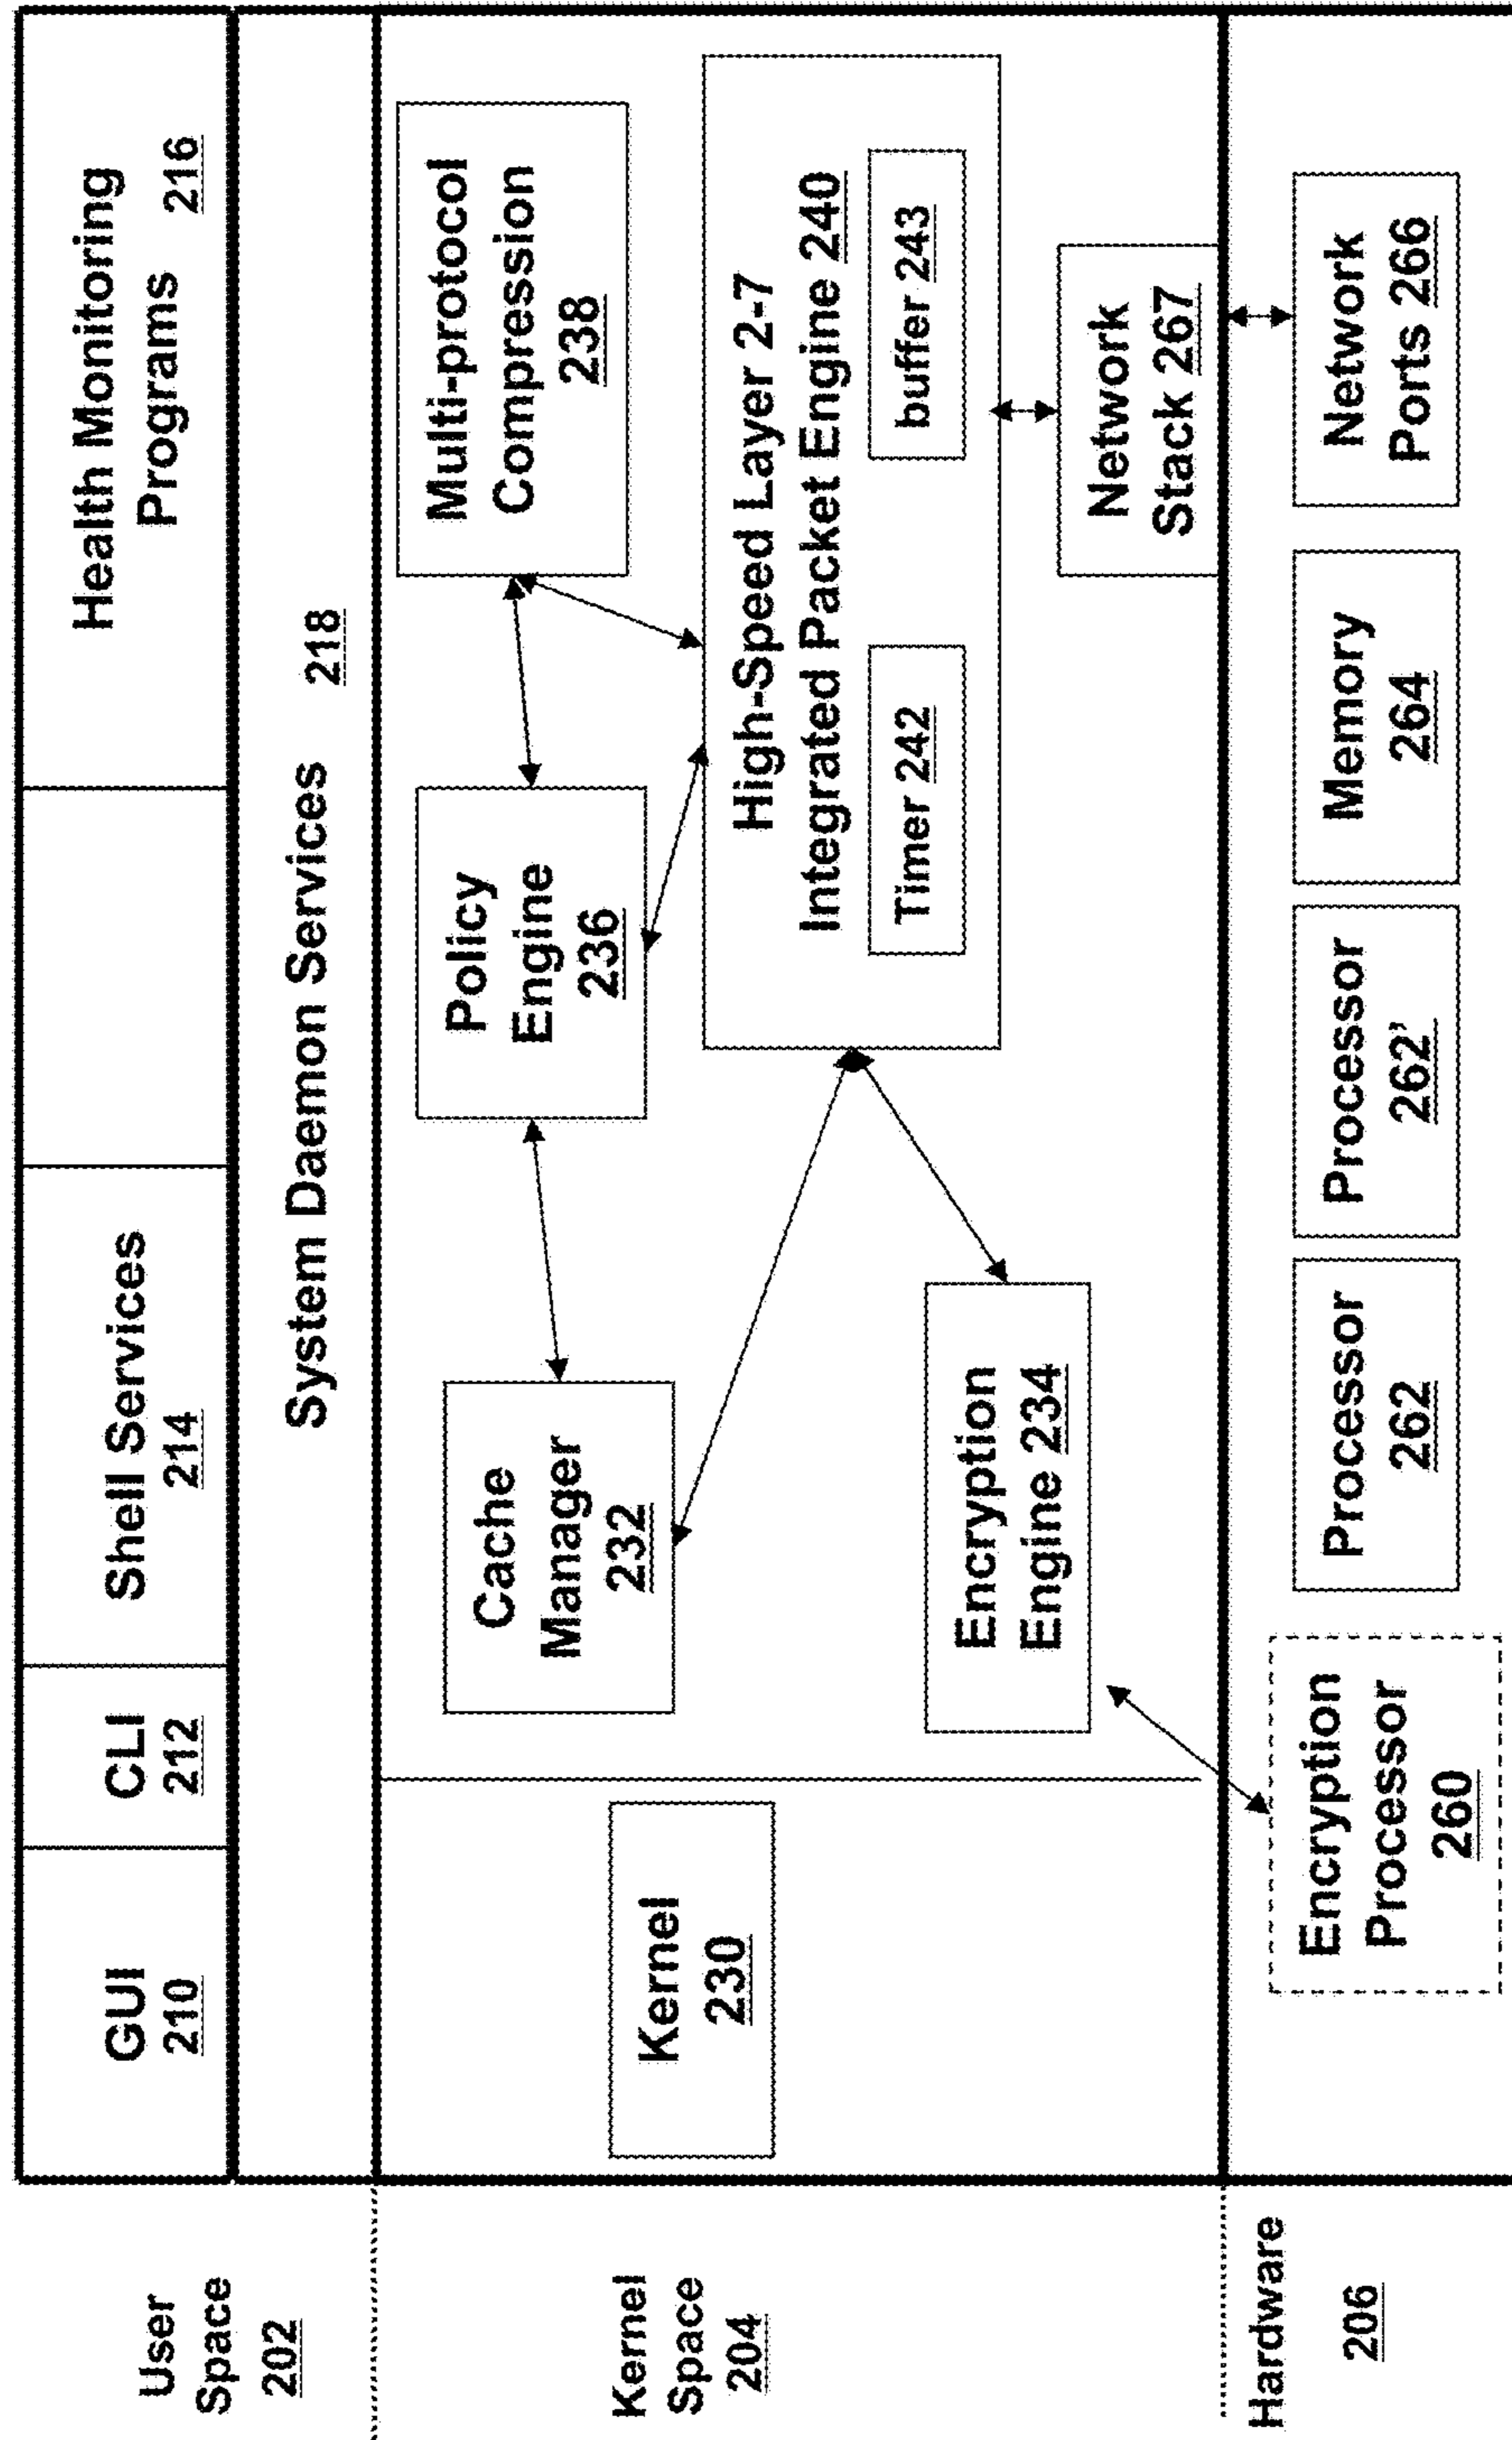 User
Space
202
GUI
210
CLI
212
Shell Services
214
Health Monitoring
Programs 216
System Daemon Services 218
Kernel
Space
204
Kernel
230
Cache
Manager
232
Policy
Engine
236
Multi-protocol
Compression
238
High-Speed Layer 2-7
Integrated Packet Engine 240
Timer 242
buffer 243
Encryption
Engine 234
Network
Stack 267
Hardware
206
Encryption
Processor
260
Processor
262
Processor
262'
Memory
264
Network
Ports 266